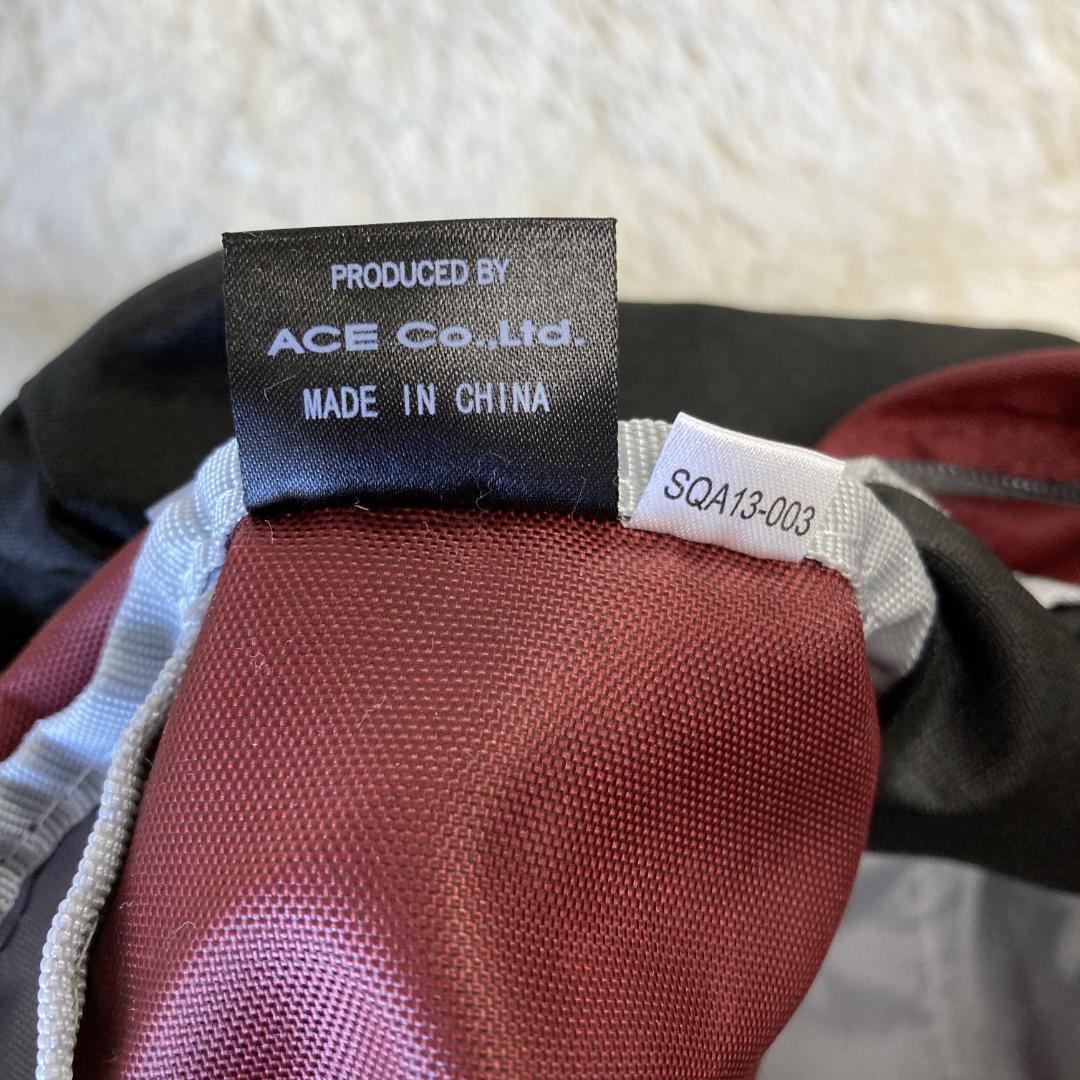 PRODUCED BY
ACE Co.,Ltd.
MADE IN CHINA
SQA13-003